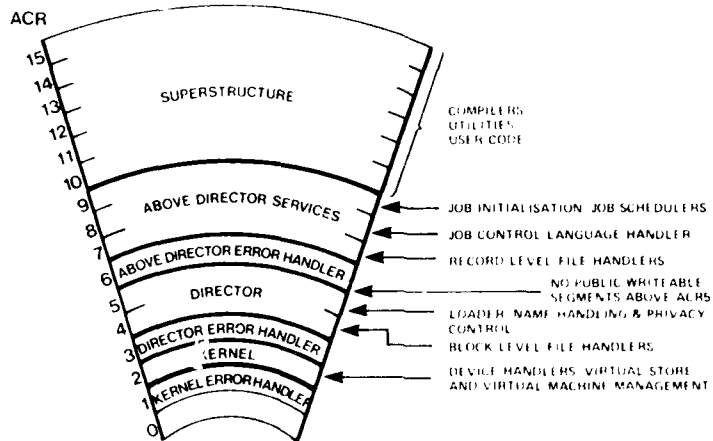 ACR
15
14
13
12
11
10
9
8
7
6
5
4
3
2
1
0
SUPERSTRUCTURE
ABOVE DIRECTOR SERVICES
ABOVE DIRECTOR ERROR HANDLER
DIRECTOR
DIRECTOR ERROR HANDLER
KERNEL
KERNEL ERROR HANDLER
COMPILERS
UTILITIES
USER CODE
JOB INITIALISATION JOB SCHEDULERS
JOB CONTROL LANGUAGE HANDLER
RECORD LEVEL FILE HANDLERS
NO PUBLIC WRITEABLE
SEGMENTS ABOVE ACR5
LOADER NAME HANDLING & PRIVACY
CONTROL
BLOCK LEVEL FILE HANDLERS
DEVICE HANDLERS VIRTUAL STORE
AND VIRTUAL MACHINE MANAGEMENT